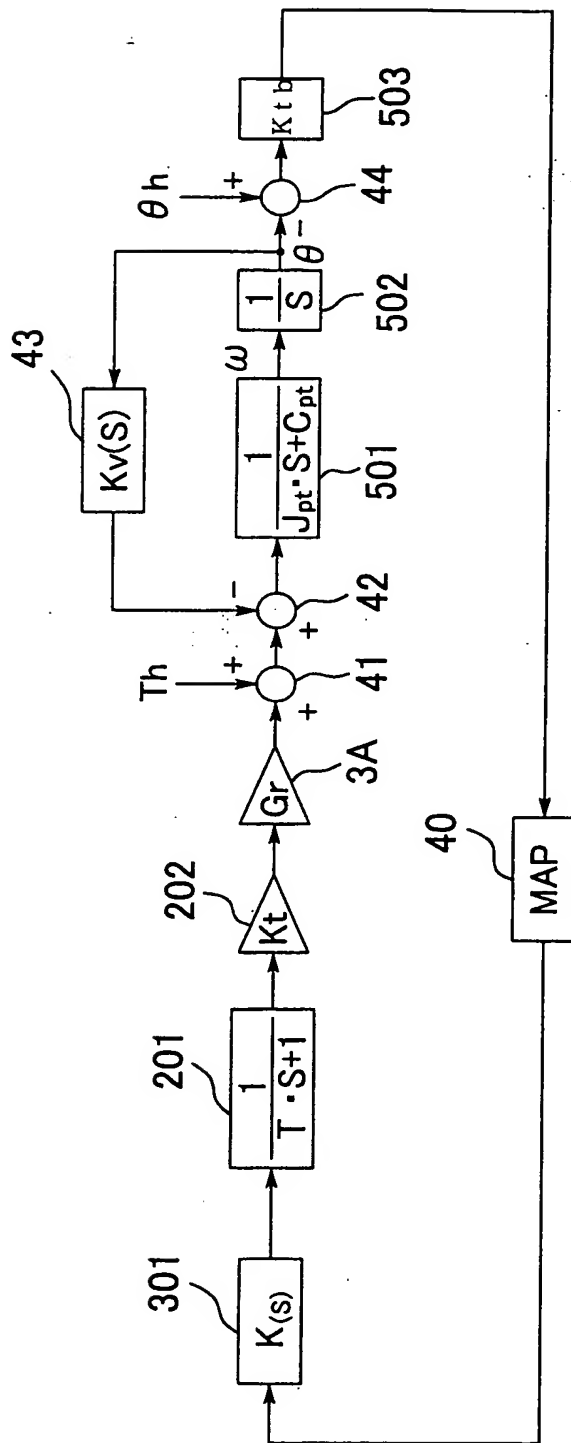 301
K(s)
201
1
T・S+1
202
Kt
Gr
3A
Th
+
+
41
−
+
42
43
Kv(S)
1
Jpt・S+Cpt
501
ω
1
S
502
θ
θh
+
−
44
Ktb
503
40
MAP